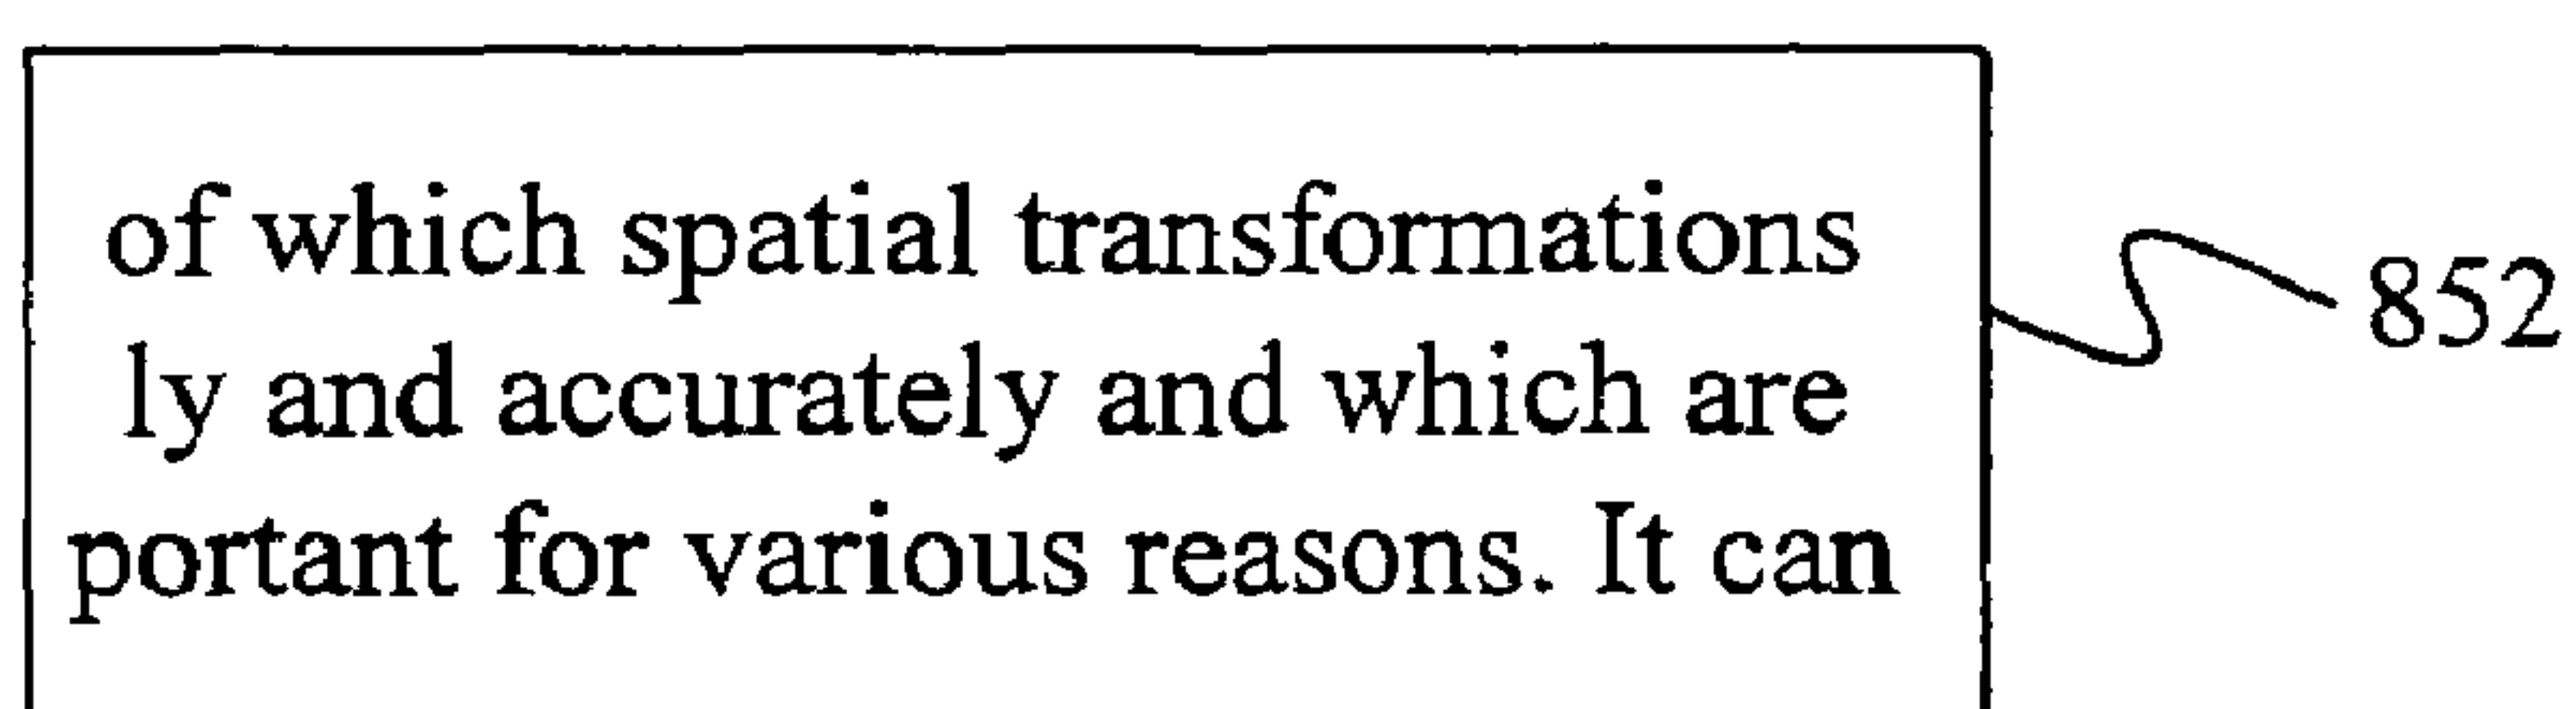 of which spatial transformations
ly and accurately and which are
portant for various reasons. It can
852